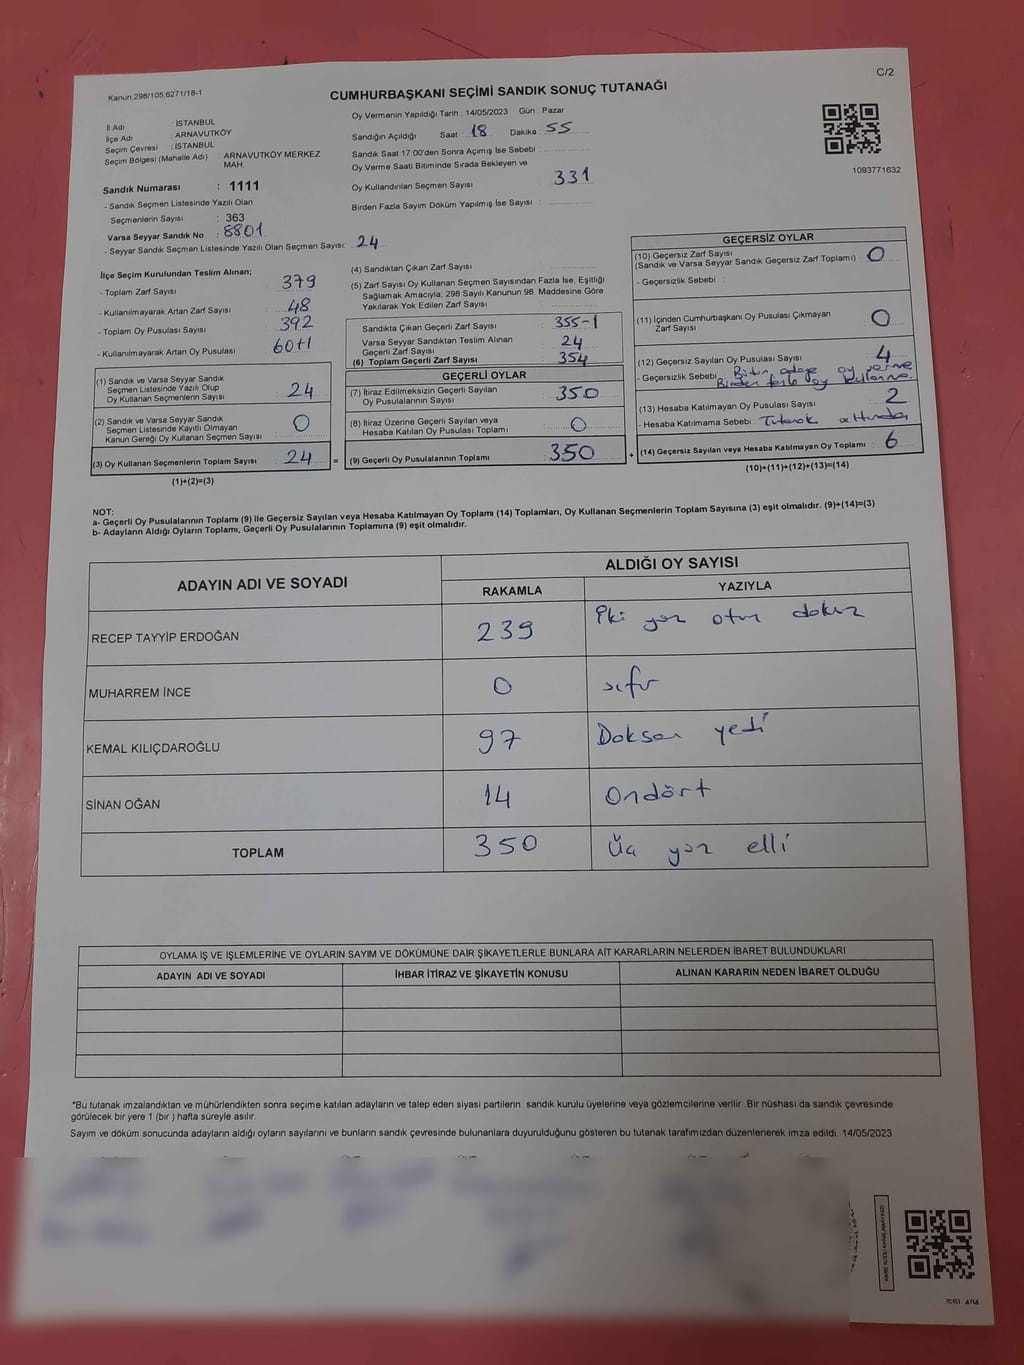 Kanun:298/105;6271/18-1
C/2
CUMHURBAŞKANI SEÇİMİ SANDIK SONUÇ TUTANAĞI
İl Adı : İSTANBUL
İlçe Adı : ARNAVUTKÖY
Seçim Çevresi : İSTANBUL
Seçim Bölgesi (Mahalle Adı) : ARNAVUTKÖY MERKEZ MAH.
Sandık Numarası : 1111
- Sandık Seçmen Listesinde Yazılı Olan
Seçmenlerin Sayısı : 363
Varsa Seyyar Sandık No : 8801
- Seyyar Sandık Seçmen Listesinde Yazılı Olan Seçmen Sayısı: 24
Oy Vermenin Yapıldığı Tarih : 14/05/2023 Gün : Pazar
Sandığın Açıldığı Saat : 18 Dakika : 55
Sandık Saat 17.00'den Sonra Açımış İse Sebebi :
Oy Verme Saati Bitiminde Sırada Bekleyen ve
Oy Kullandırılan Seçmen Sayısı 331
Birden Fazla Sayım Döküm Yapılmış İse Sayısı :
1093771632
İlçe Seçim Kurulundan Teslim Alınan;
- Toplam Zarf Sayısı 379
- Kullanılmayarak Artan Zarf Sayısı 48
- Toplam Oy Pusulası Sayısı 392
- Kullanılmayarak Artan Oy Pusulası 60+1
(1) Sandık ve Varsa Seyyar Sandık
Seçmen Listesinde Yazılı Olup
Oy Kullanan Seçmenlerin Sayısı 24
(2) Sandık ve Varsa Seyyar Sandık
Seçmen Listesinde Kayıtlı Olmayan
Kanun Gereği Oy Kullanan Seçmen Sayısı 0
(3) Oy Kullanan Seçmenlerin Toplam Sayısı 24 =
(1)+(2)=(3)
(4) Sandıktan Çıkan Zarf Sayısı
(5) Zarf Sayısı Oy Kullanan Seçmen Sayısından Fazla İse, Eşitliği
Sağlamak Amacıyla; 298 Sayılı Kanunun 98. Maddesine Göre
Yakılarak Yok Edilen Zarf Sayısı
Sandıkta Çıkan Geçerli Zarf Sayısı 355-1
Varsa Seyyar Sandıktan Teslim Alınan
Geçerli Zarf Sayısı 24
(6) Toplam Geçerli Zarf Sayısı 354
GEÇERLİ OYLAR
(7) İtiraz Edilmeksizin Geçerli Sayılan
Oy Pusulalarının Sayısı 350
(8) İtiraz Üzerine Geçerli Sayılan veya
Hesaba Katılan Oy Pusulası Toplamı 0
(9) Geçerli Oy Pusulalarının Toplamı 350 +
GEÇERSİZ OYLAR
(10) Geçersiz Zarf Sayısı
(Sandık ve Varsa Seyyar Sandık Geçersiz Zarf Toplamı) : 0
- Geçersizlik Sebebi :
(11) İçinden Cumhurbaşkanı Oy Pusulası Çıkmayan
Zarf Sayısı 0
(12) Geçersiz Sayılan Oy Pusulası Sayısı 4
- Geçersizlik Sebebi Bütün adaya oy verme
Birden fazla oy kullanma
(13) Hesaba Katılmayan Oy Pusulası Sayısı 2
- Hesaba Katılmama Sebebi : Tutanak altında
(14) Geçersiz Sayılan veya Hesaba Katılmayan Oy Toplamı 6
(10)+(11)+(12)+(13)=(14)
NOT:
a- Geçerli Oy Pusulalarının Toplamı (9) ile Geçersiz Sayılan veya Hesaba Katılmayan Oy Toplamı (14) Toplamları, Oy Kullanan Seçmenlerin Toplam Sayısına (3) eşit olmalıdır. (9)+(14)=(3)
b- Adayların Aldığı Oyların Toplamı, Geçerli Oy Pusulalarının Toplamına (9) eşit olmalıdır.
ADAYIN ADI VE SOYADI
ALDIĞI OY SAYISI
RAKAMLA YAZIYLA
RECEP TAYYİP ERDOĞAN 239 İki yüz otuz dokuz
MUHARREM İNCE 0 sıfır
KEMAL KILIÇDAROĞLU 97 Doksan yedi
SİNAN OĞAN 14 Ondört
TOPLAM 350 Üç yüz elli
OYLAMA İŞ VE İŞLEMLERİNE VE OYLARIN SAYIM VE DÖKÜMÜNE DAİR ŞİKAYETLERLE BUNLARA AİT KARARLARIN NELERDEN İBARET BULUNDUKLARI
ADAYIN ADI VE SOYADI İHBAR İTİRAZ VE ŞİKAYETİN KONUSU ALINAN KARARIN NEDEN İBARET OLDUĞU
*Bu tutanak imzalandıktan ve mühürlendikten sonra seçime katılan adayların ve talep eden siyasi partilerin sandık kurulu üyelerine veya gözlemcilerine verilir .Bir nüshası da sandık çevresinde
görülecek bir yere 1 (bir ) hafta süreyle asılır.
Sayım ve döküm sonucunda adayların aldığı oyların sayılarını ve bunların sandık çevresinde bulunanlara duyurulduğunu gösteren bu tutanak tarafımızdan düzenlenerek imza edildi. 14/05/2023